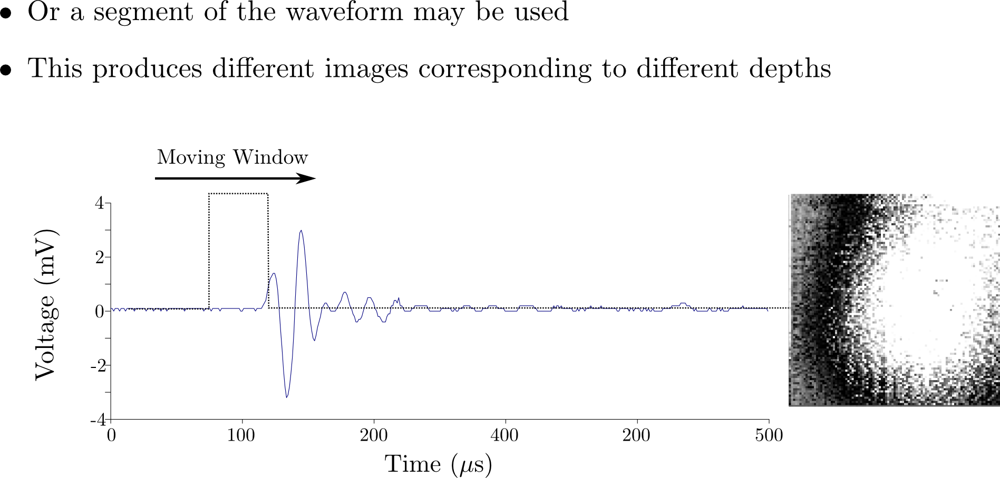 • Or a segment of the waveform may be used
• This produces different images corresponding to different depths
Moving Window
4
2
0
-2
-4
Voltage (mV)
0 100 200 400 200 500
Time (μs)